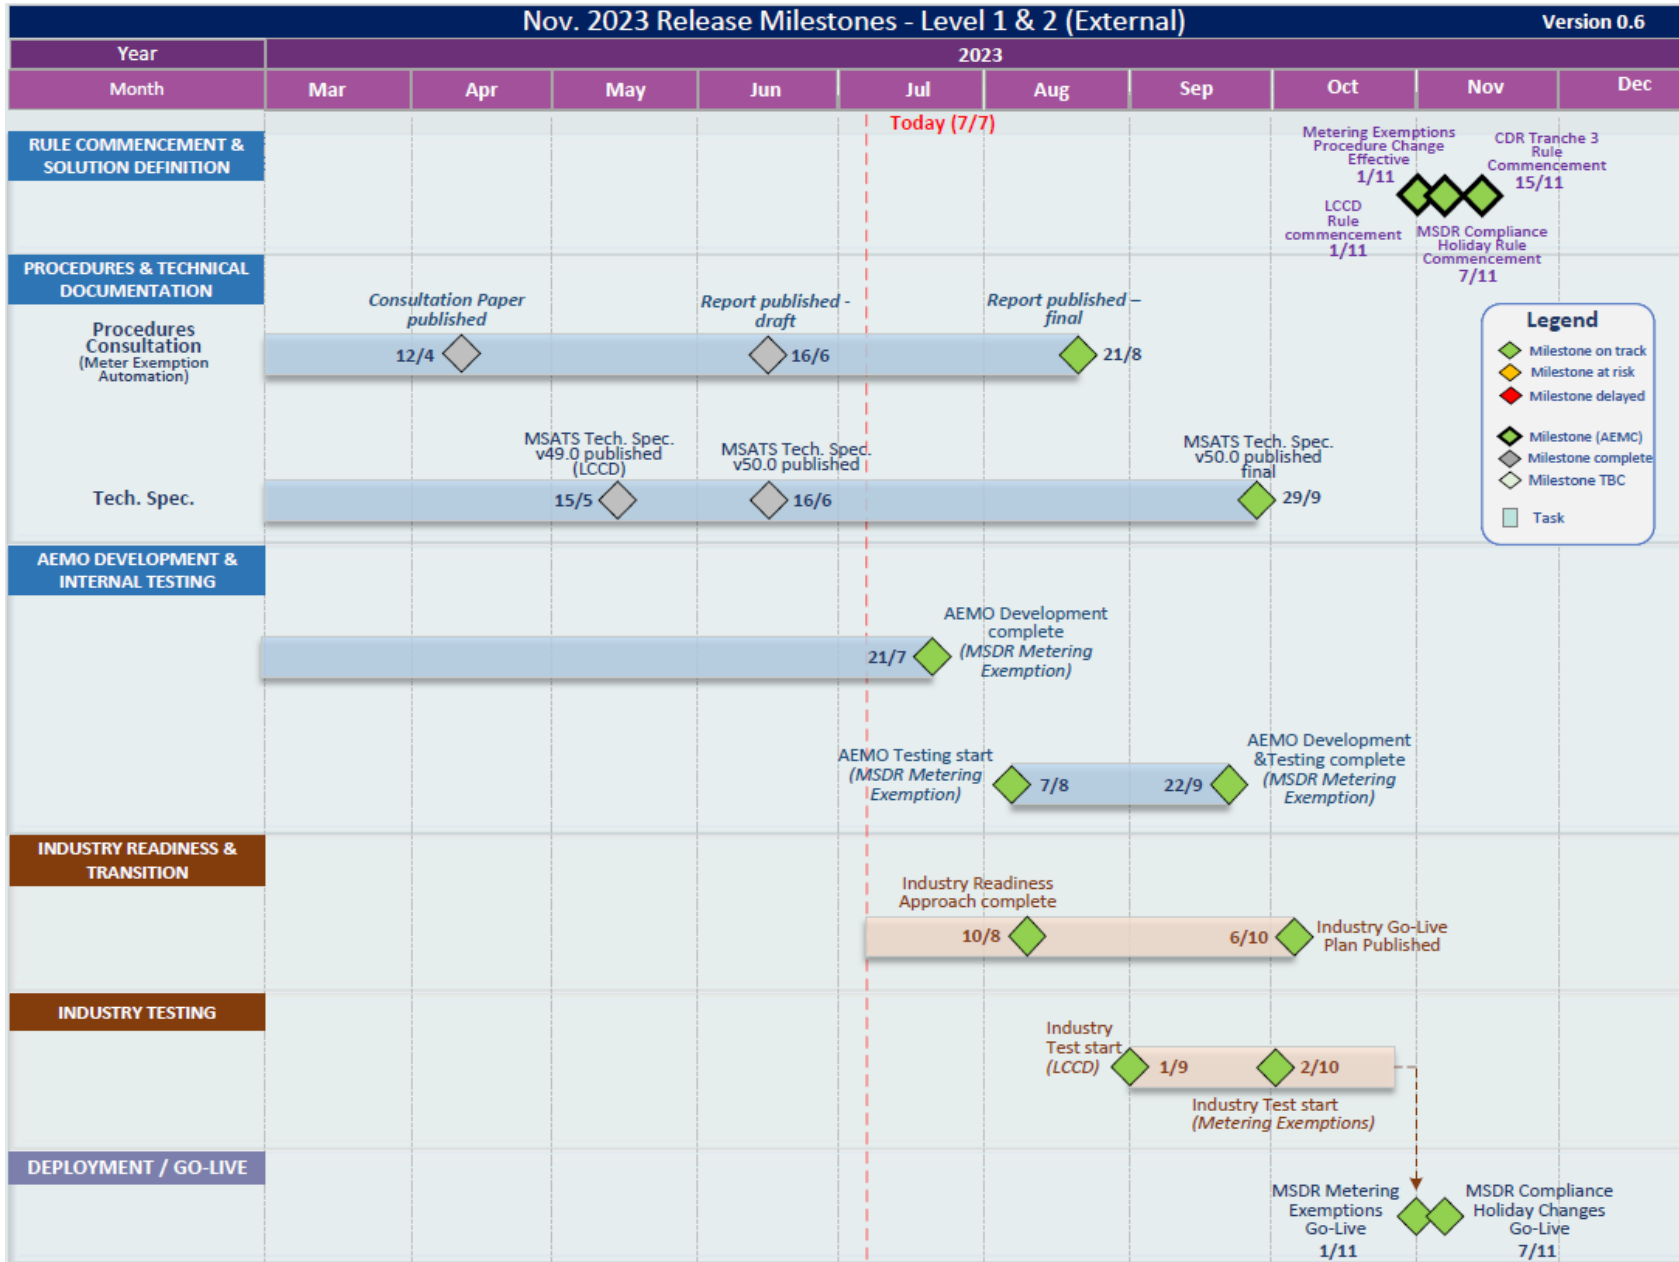 Nov. 2023 Release Milestones - Level 1 & 2 (External)
Version 0.6
Year
2023
Month
Mar
Apr
May
Jun
Jul
Aug
Sep
Oct
Nov
Dec
Today (7/7)
RULE COMMENCEMENT &
SOLUTION DEFINITION
Metering Exemptions
Procedure Change
Effective
1/11
CDR Tranche 3
Rule
Commencement
15/11
LCCD
Rule
commencement
1/11
MSDR Compliance
Holiday Rule
Commencement
7/11
PROCEDURES & TECHNICAL
DOCUMENTATION
Procedures
Consultation
(Meter Exemption
Automation)
Consultation Paper
published
12/4
Report published -
draft
16/6
Report published –
final
21/8
Legend
Milestone on track
Milestone at risk
Milestone delayed
Milestone (AEMC)
Milestone complete
Milestone TBC
Task
Tech. Spec.
MSATS Tech. Spec.
v49.0 published
(LCCD)
15/5
MSATS Tech. Spec.
v50.0 published
16/6
MSATS Tech. Spec.
v50.0 published
final
29/9
AEMO DEVELOPMENT &
INTERNAL TESTING
21/7
AEMO Development
complete
(MSDR Metering
Exemption)
AEMO Testing start
(MSDR Metering
Exemption)
7/8
22/9
AEMO Development
&Testing complete
(MSDR Metering
Exemption)
INDUSTRY READINESS &
TRANSITION
Industry Readiness
Approach complete
10/8
6/10
Industry Go-Live
Plan Published
INDUSTRY TESTING
Industry
Test start
(LCCD)
1/9
2/10
Industry Test start
(Metering Exemptions)
DEPLOYMENT / GO-LIVE
MSDR Metering
Exemptions
Go-Live
1/11
MSDR Compliance
Holiday Changes
Go-Live
7/11